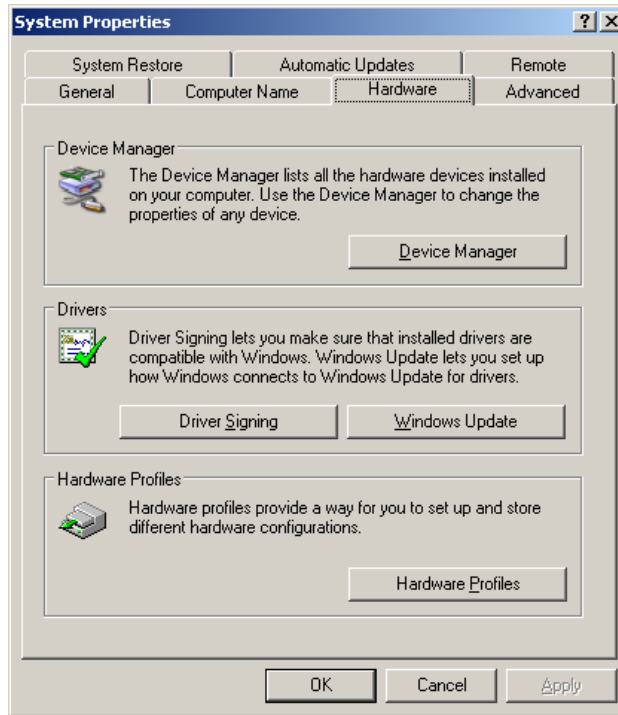 System Properties
System Restore Automatic Updates Remote
General Computer Name Hardware Advanced
Device Manager
The Device Manager lists all the hardware devices installed
on your computer. Use the Device Manager to change the
properties of any device.
Device Manager
Drivers
Driver Signing lets you make sure that installed drivers are
compatible with Windows. Windows Update lets you set up
how Windows connects to Windows Update for drivers.
Driver Signing Windows Update
Hardware Profiles
Hardware profiles provide a way for you to set up and store
different hardware configurations.
Hardware Profiles
OK Cancel Apply